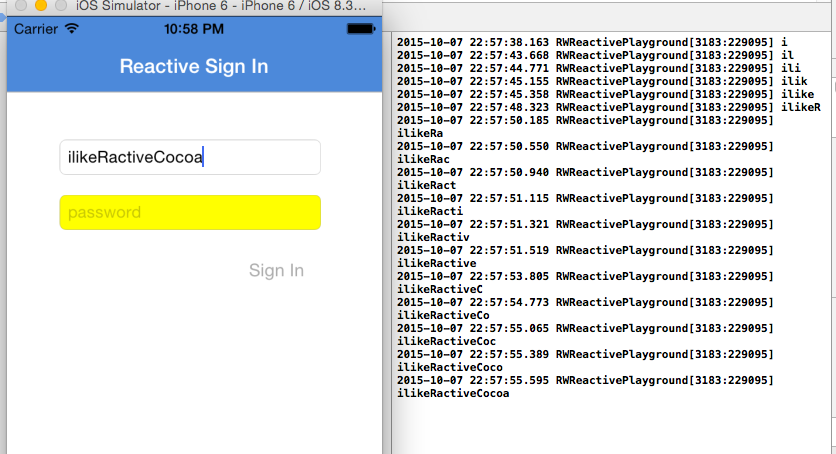 iOS Simulator - iPhone 6 - iPhone 6 / iOS 8.3...
Carrier 10:58 PM
Reactive Sign In
ilikeRactiveCocoa
password
Sign In
2015-10-07 22:57:38.163 RWReactivePlayground[3183:229095] i
2015-10-07 22:57:43.668 RWReactivePlayground[3183:229095] il
2015-10-07 22:57:44.771 RWReactivePlayground[3183:229095] ili
2015-10-07 22:57:45.155 RWReactivePlayground[3183:229095] ilik
2015-10-07 22:57:45.358 RWReactivePlayground[3183:229095] ilike
2015-10-07 22:57:48.323 RWReactivePlayground[3183:229095] ilikeR
2015-10-07 22:57:50.185 RWReactivePlayground[3183:229095]
ilikeRa
2015-10-07 22:57:50.550 RWReactivePlayground[3183:229095]
ilikeRac
2015-10-07 22:57:50.940 RWReactivePlayground[3183:229095]
ilikeRact
2015-10-07 22:57:51.115 RWReactivePlayground[3183:229095]
ilikeRacti
2015-10-07 22:57:51.321 RWReactivePlayground[3183:229095]
ilikeRactiv
2015-10-07 22:57:51.519 RWReactivePlayground[3183:229095]
ilikeRactive
2015-10-07 22:57:53.805 RWReactivePlayground[3183:229095]
ilikeRactiveC
2015-10-07 22:57:54.773 RWReactivePlayground[3183:229095]
ilikeRactiveCo
2015-10-07 22:57:55.065 RWReactivePlayground[3183:229095]
ilikeRactiveCoc
2015-10-07 22:57:55.389 RWReactivePlayground[3183:229095]
ilikeRactiveCoco
2015-10-07 22:57:55.595 RWReactivePlayground[3183:229095]
ilikeRactiveCocoa